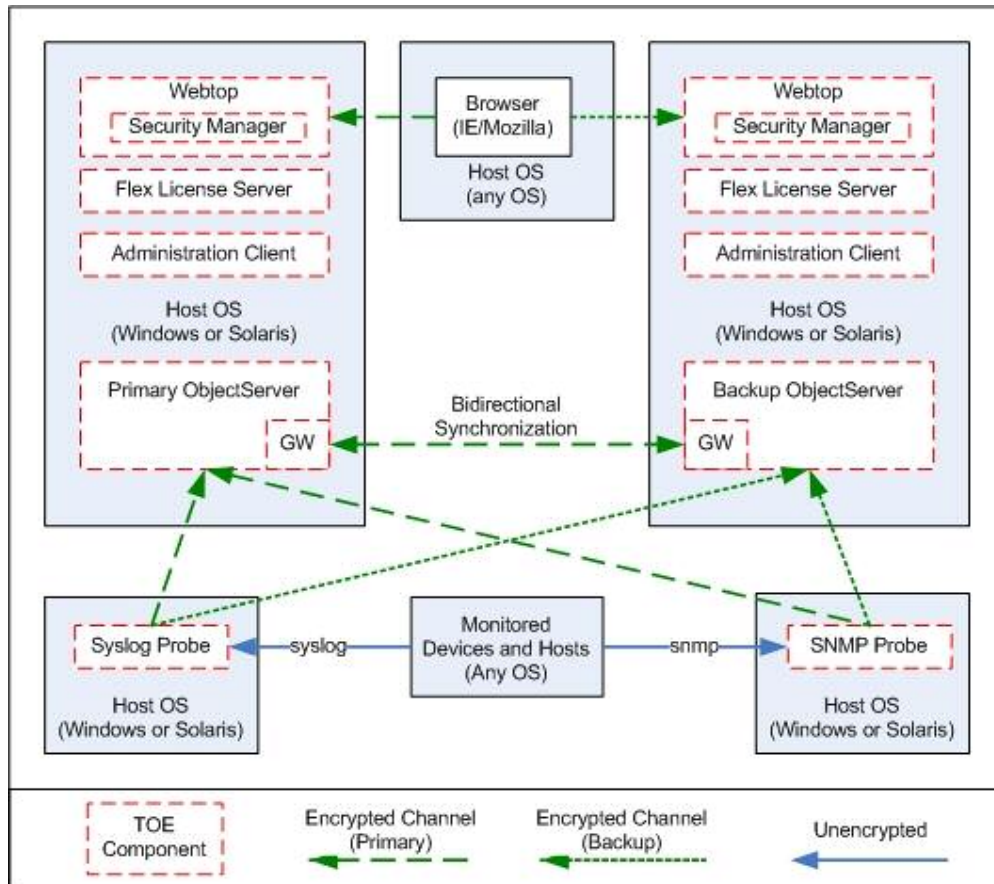 Webtop
Security Manager
Flex License Server
Administration Client
Host OS
(Windows or Solaris)
Primary ObjectServer
GW
Browser
(IE/Mozilla)
Host OS
(any OS)
Webtop
Security Manager
Flex License Server
Administration Client
Host OS
(Windows or Solaris)
Backup ObjectServer
GW
Bidirectional
Synchronization
Syslog Probe
Host OS
(Windows or Solaris)
syslog
Monitored
Devices and Hosts
(Any OS)
snmp
SNMP Probe
Host OS
(Windows or Solaris)
TOE
Component
Encrypted Channel
(Primary)
Encrypted Channel
(Backup)
Unencrypted